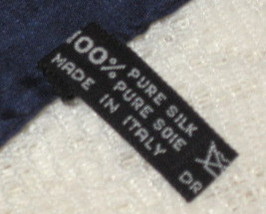 100% PURE SILK
PURE SOIE
MADE IN ITALY DR